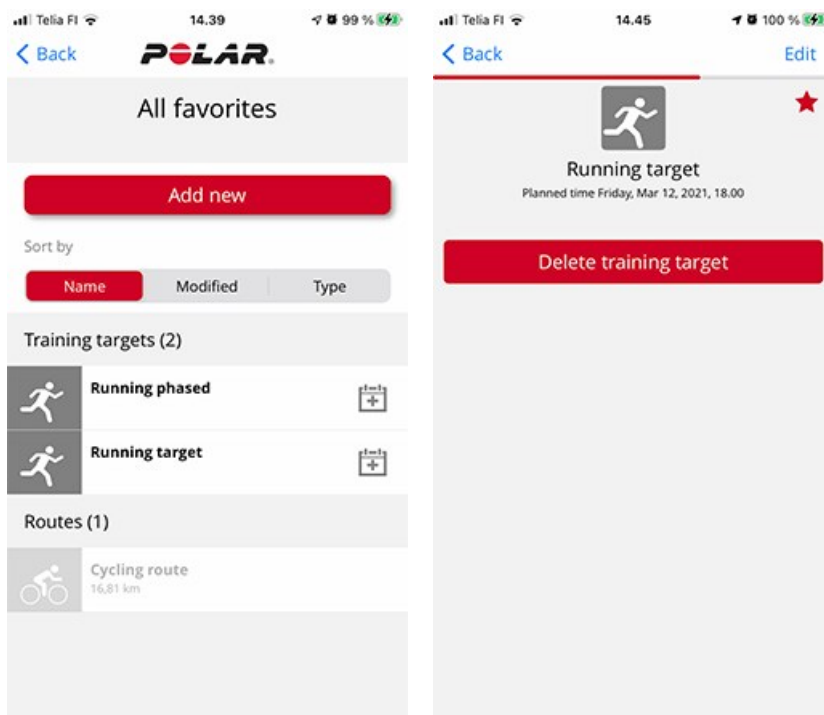 Telia FI 14.39 99 %
Back POLAR.
All favorites
Add new
Sort by
Name Modified Type
Training targets (2)
Running phased
Running target
Routes (1)
Cycling route
16,81 km
Telia FI 14.45 100 %
Back Edit
Running target
Planned time Friday, Mar 12, 2021, 18.00
Delete training target